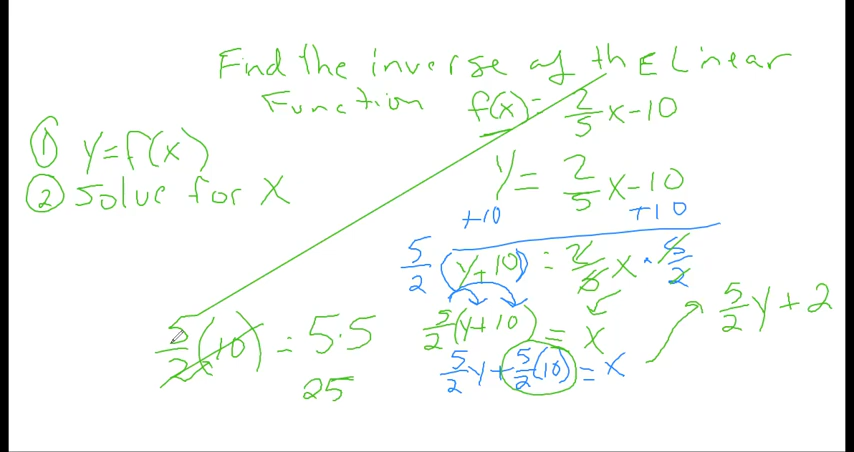 Find the inverse of thE Linear
Function f(x) = 2/5 x - 10
① y = f(x)
② Solve for X
y = 2/5 x - 10
+10 +10
5/2 (y+10) = 2/5 x · 5/2
5/2 (y+10) = x
5/2 y + 5/2 (10) = x
5/2 (10) = 5.5
25
5/2 y + 2